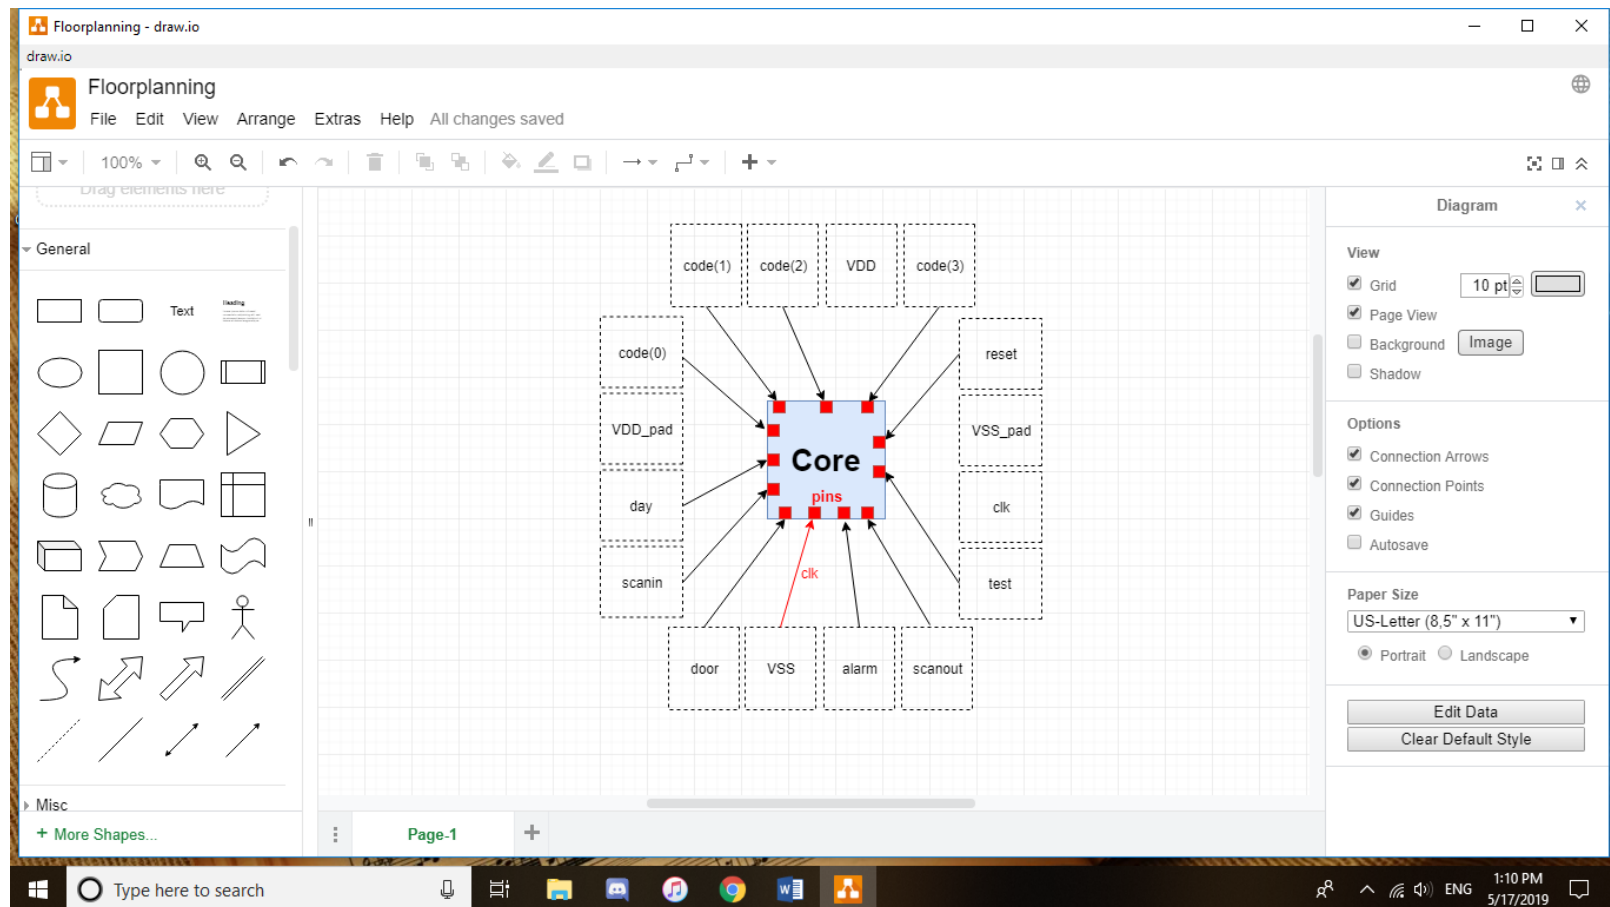 Floorplanning - draw.io
draw.io
Floorplanning
File Edit View Arrange Extras Help All changes saved
100%
Drag elements here
General
Text
Heading
Misc
+ More Shapes...
code(1)
code(2)
VDD
code(3)
code(0)
reset
VDD_pad
VSS_pad
Core
day
pins
clk
scanin
clk
test
door
VSS
alarm
scanout
Page-1
Diagram
View
Grid
10 pt
Page View
Background
Image
Shadow
Options
Connection Arrows
Connection Points
Guides
Autosave
Paper Size
US-Letter (8,5" x 11")
Portrait
Landscape
Edit Data
Clear Default Style
Type here to search
ENG
1:10 PM
5/17/2019